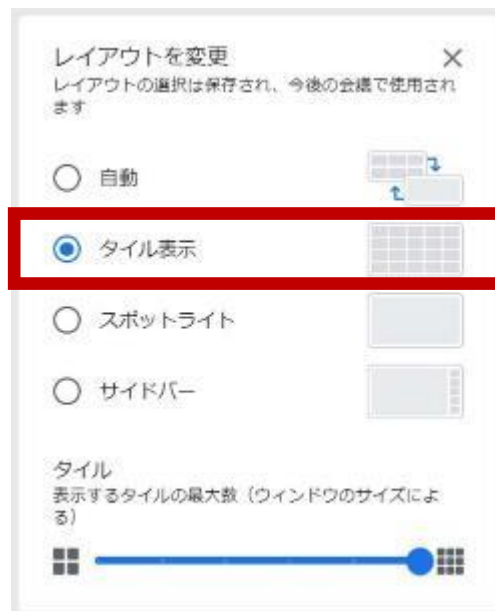 レイアウトを変更
レイアウトの選択は保存され、今後の会議で使用され
ます
自動
タイル表示
スポットライト
サイドバー
タイル
表示するタイルの最大数（ウィンドウのサイズによ
る）